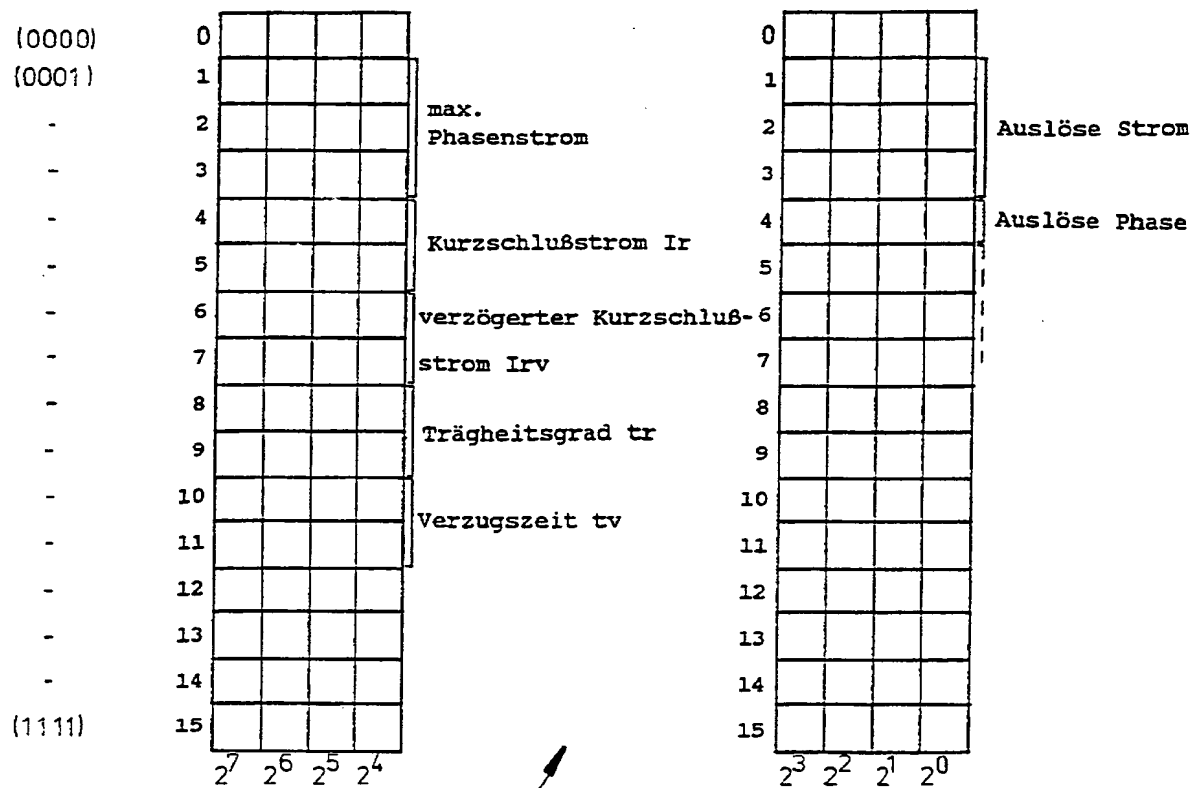 (0000) 0 0
(0001) 1 1
- 2 max. Phasenstrom 2 Auslöse Strom
- 3 3
- 4 4 Auslöse Phase
- 5 Kurzschlußstrom Ir 5
- 6 verzögerter Kurzschluß- 6
- 7 strom Irv 7
- 8 8
- 9 Trägheitsgrad tr 9
- 10 10
- 11 Verzugszeit tv 11
- 12 12
- 13 13
- 14 14
(1111) 15 15
2^7 2^6 2^5 2^4 2^3 2^2 2^1 2^0